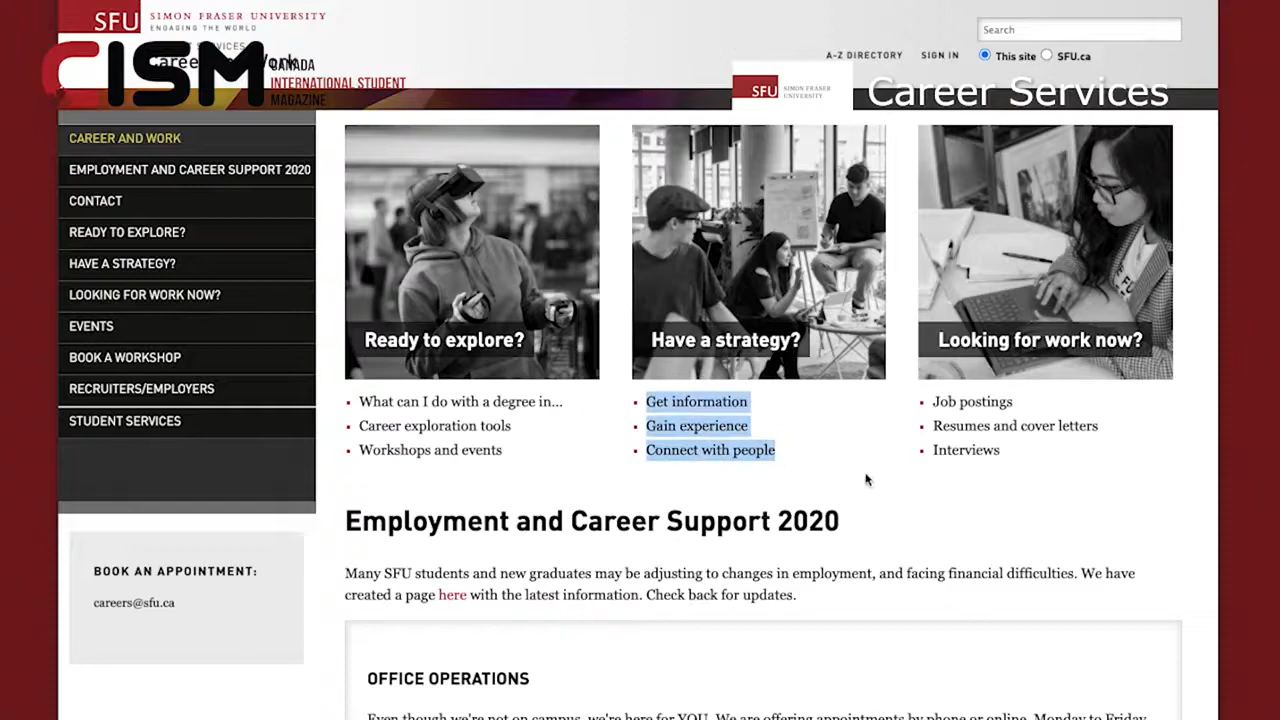 SFU SIMON FRASER UNIVERSITY
ENGAGING THE WORLD
Search
A-Z DIRECTORY SIGN IN This site SFU.ca
CISM CANADA
INTERNATIONAL STUDENT
MAGAZINE
SFU SIMON FRASER
UNIVERSITY
Career Services
CAREER AND WORK
EMPLOYMENT AND CAREER SUPPORT 2020
CONTACT
READY TO EXPLORE?
HAVE A STRATEGY?
LOOKING FOR WORK NOW?
EVENTS
BOOK A WORKSHOP
RECRUITERS/EMPLOYERS
STUDENT SERVICES
BOOK AN APPOINTMENT:
careers@sfu.ca
Ready to explore?
What can I do with a degree in...
Career exploration tools
Workshops and events
Have a strategy?
Get information
Gain experience
Connect with people
SFU
Looking for work now?
Job postings
Resumes and cover letters
Interviews
Employment and Career Support 2020
Many SFU students and new graduates may be adjusting to changes in employment, and facing financial difficulties. We have
created a page here with the latest information. Check back for updates.
OFFICE OPERATIONS
Even though we're not on campus, we're here for YOU. We are offering appointments by phone or online, Monday to Friday